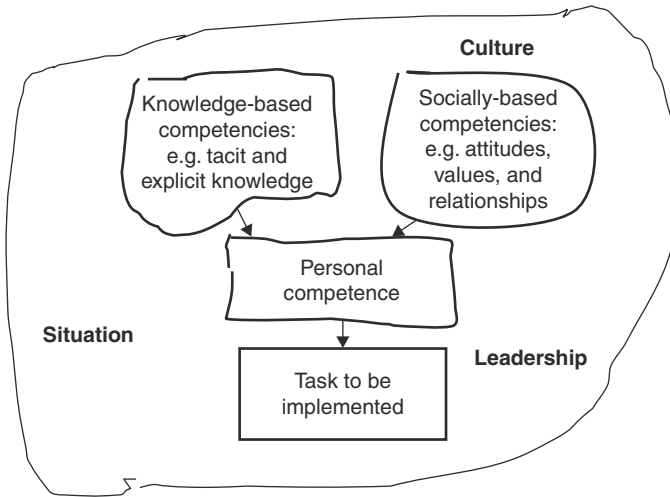 Culture
Knowledge-based
competencies:
e.g. tacit and
explicit knowledge
Socially-based
competencies:
e.g. attitudes,
values, and
relationships
Personal
competence
Situation
Leadership
Task to be
implemented